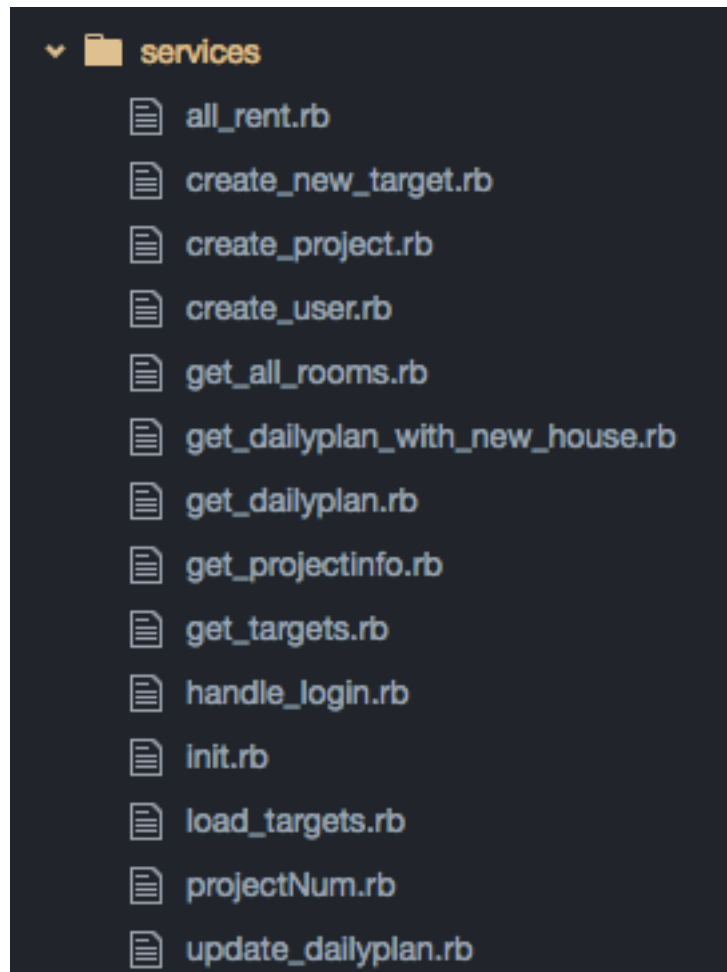 services
all_rent.rb
create_new_target.rb
create_project.rb
create_user.rb
get_all_rooms.rb
get_dailyplan_with_new_house.rb
get_dailyplan.rb
get_projectinfo.rb
get_targets.rb
handle_login.rb
init.rb
load_targets.rb
projectNum.rb
update_dailyplan.rb